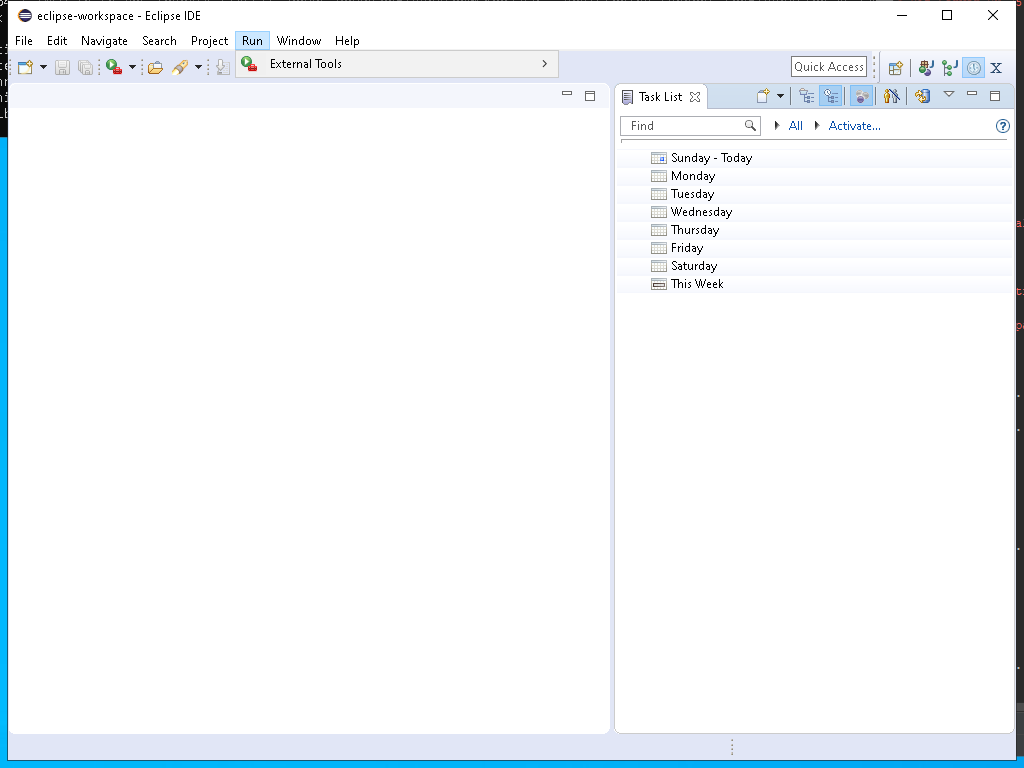 eclipse-workspace - Eclipse IDE
File Edit Navigate Search Project Run Window Help
External Tools
Quick Access
Task List
Find All Activate...
Sunday - Today
Monday
Tuesday
Wednesday
Thursday
Friday
Saturday
This Week